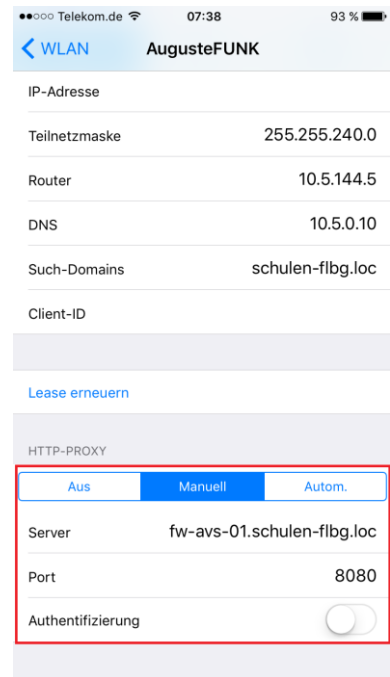 Telekom.de 07:38 93 %
WLAN AugusteFUNK
IP-Adresse
Teilnetzmaske 255.255.240.0
Router 10.5.144.5
DNS 10.5.0.10
Such-Domains schulen-flbg.loc
Client-ID
Lease erneuern
HTTP-PROXY
Aus Manuell Autom.
Server fw-avs-01.schulen-flbg.loc
Port 8080
Authentifizierung